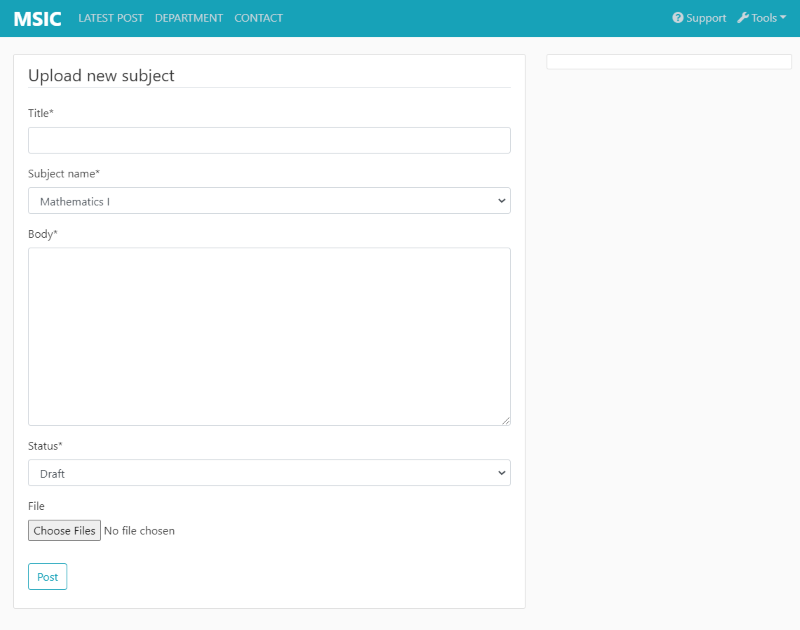 MSIC LATEST POST DEPARTMENT CONTACT Support Tools
Upload new subject
Title*
Subject name*
Mathematics I
Body*
Status*
Draft
File
Choose Files No file chosen
Post